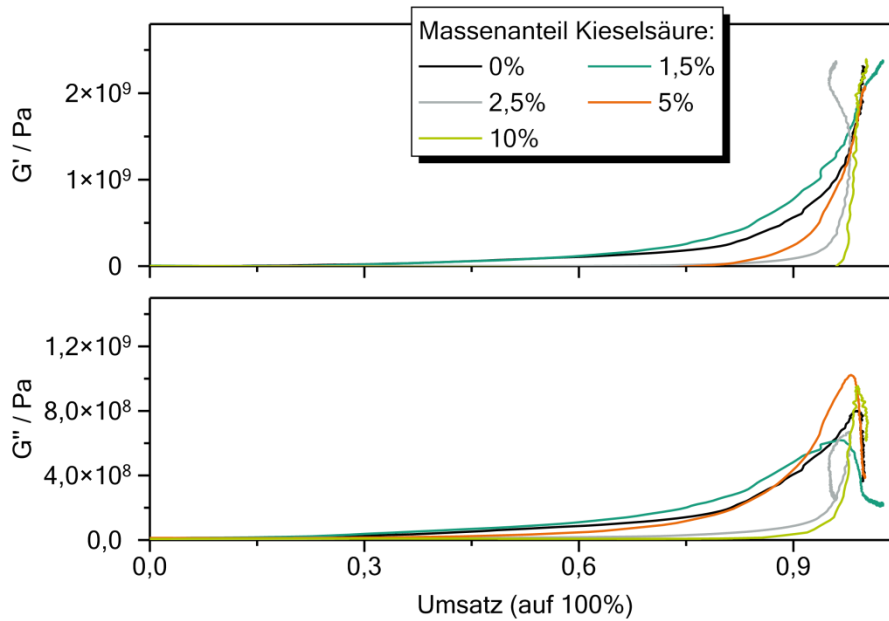 Massenanteil Kieselsäure:
0% 1,5%
2,5% 5%
10%
G' / Pa
2×10⁹
1×10⁹
0
G'' / Pa
1,2×10⁹
8,0×10⁸
4,0×10⁸
0,0
0,0 0,3 0,6 0,9
Umsatz (auf 100%)